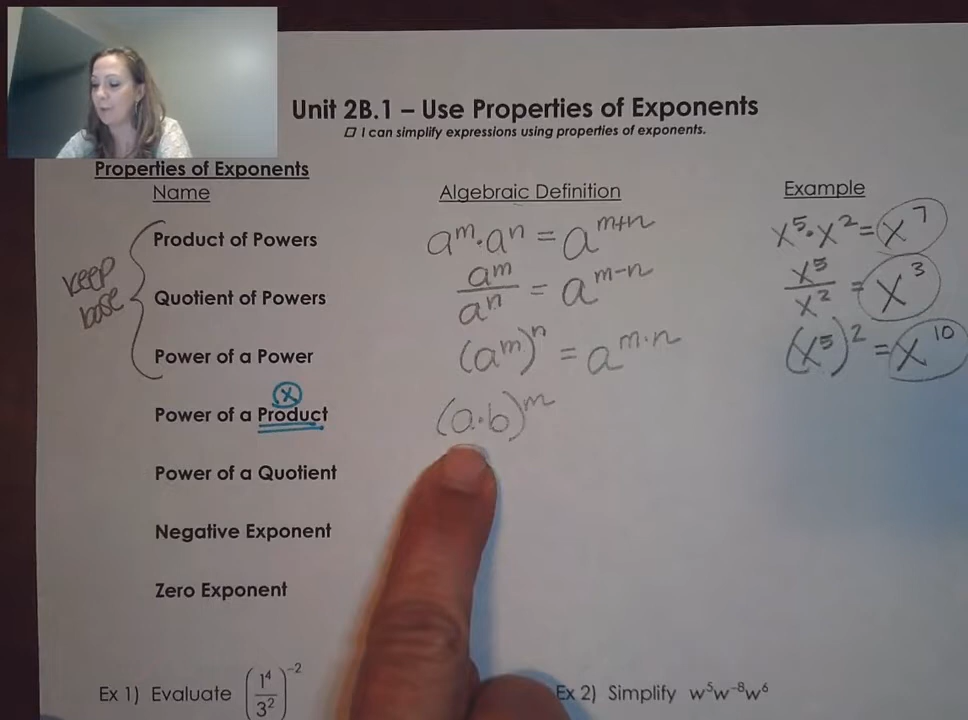 Unit 2B.1 – Use Properties of Exponents
☐ I can simplify expressions using properties of exponents.
Properties of Exponents
Name Algebraic Definition Example
keep base
Product of Powers a^m·a^n = a^{m+n} x^5·x^2 = x^7
Quotient of Powers a^m/a^n = a^{m-n} x^5/x^2 = x^3
Power of a Power (a^m)^n = a^{m·n} (x^5)^2 = x^{10}
x
Power of a Product (a·b)^m
Power of a Quotient
Negative Exponent
Zero Exponent
Ex 1) Evaluate (1^4/3^2)^{-2} Ex 2) Simplify w^5w^{-8}w^6